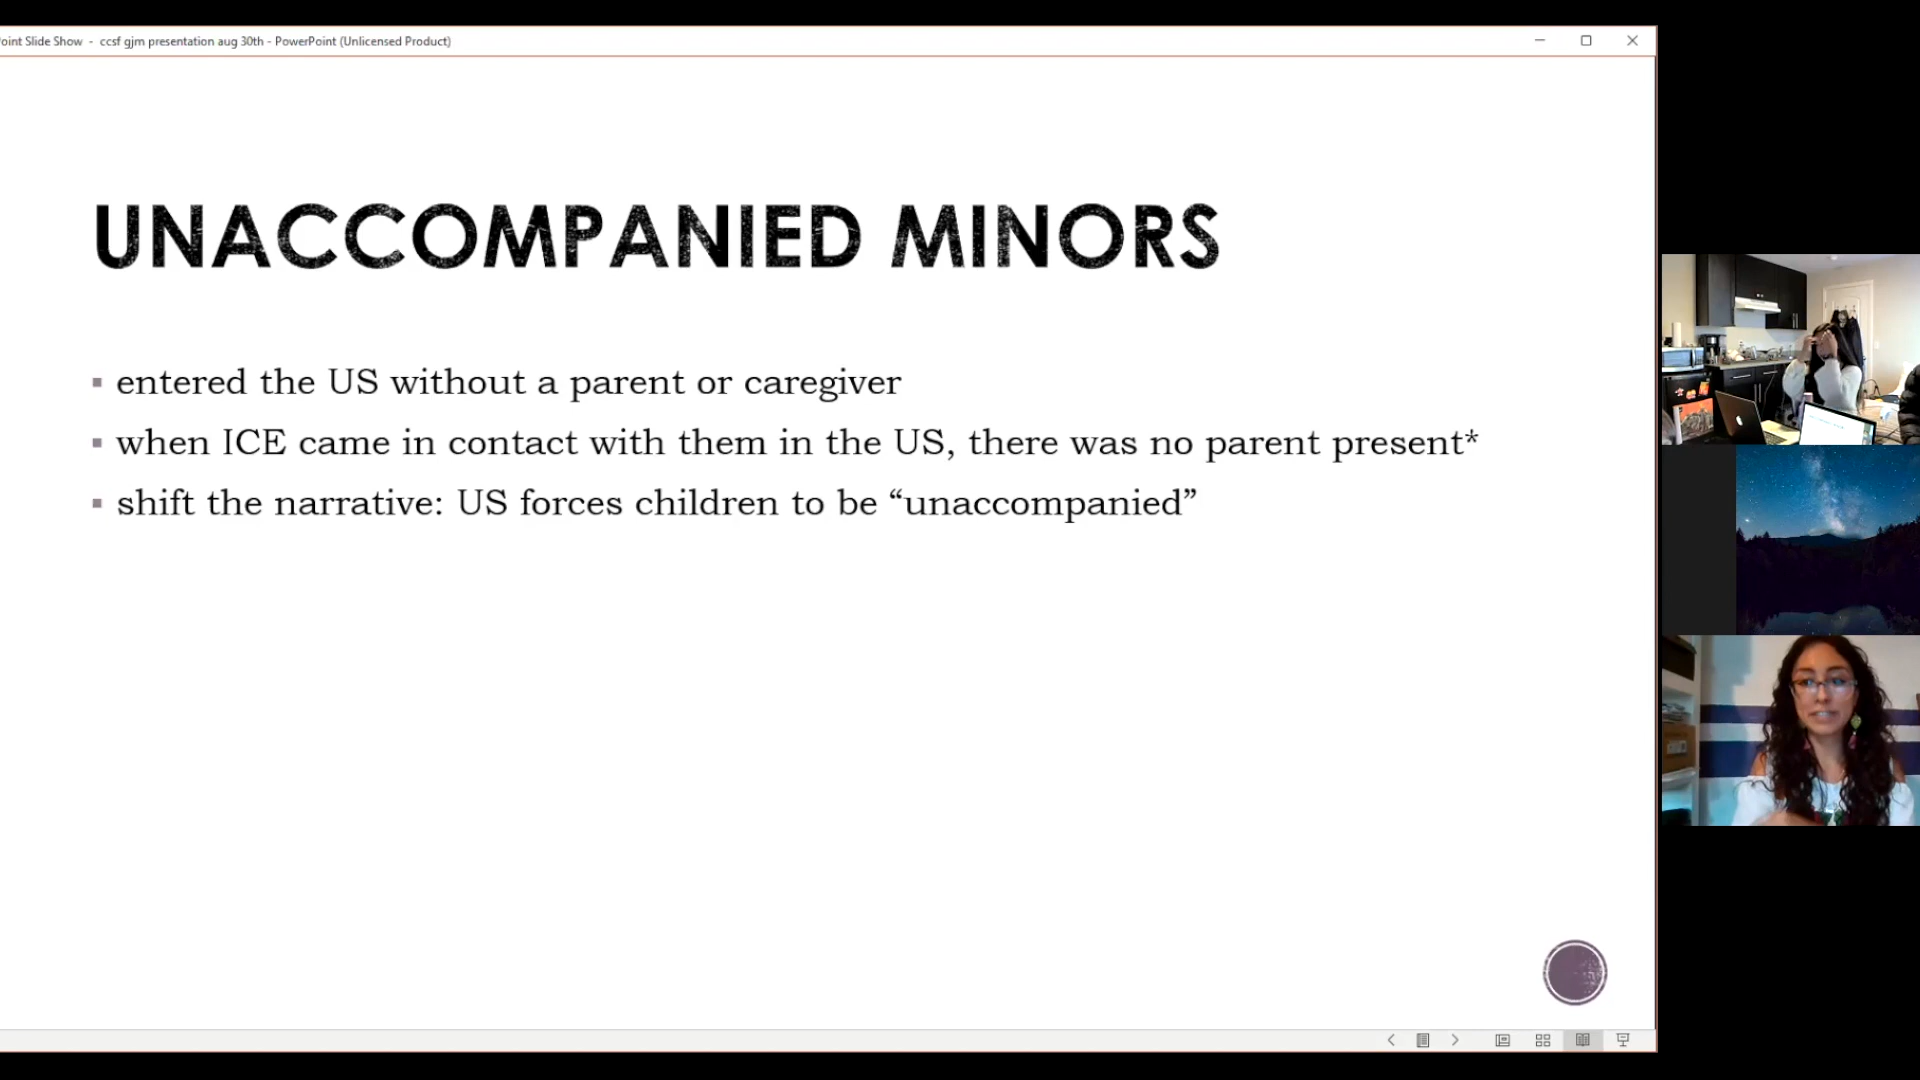 oint Slide Show - ccsf gjm presentation aug 30th - PowerPoint (Unlicensed Product)
UNACCOMPANIED MINORS
▪ entered the US without a parent or caregiver
▪ when ICE came in contact with them in the US, there was no parent present*
▪ shift the narrative: US forces children to be “unaccompanied”